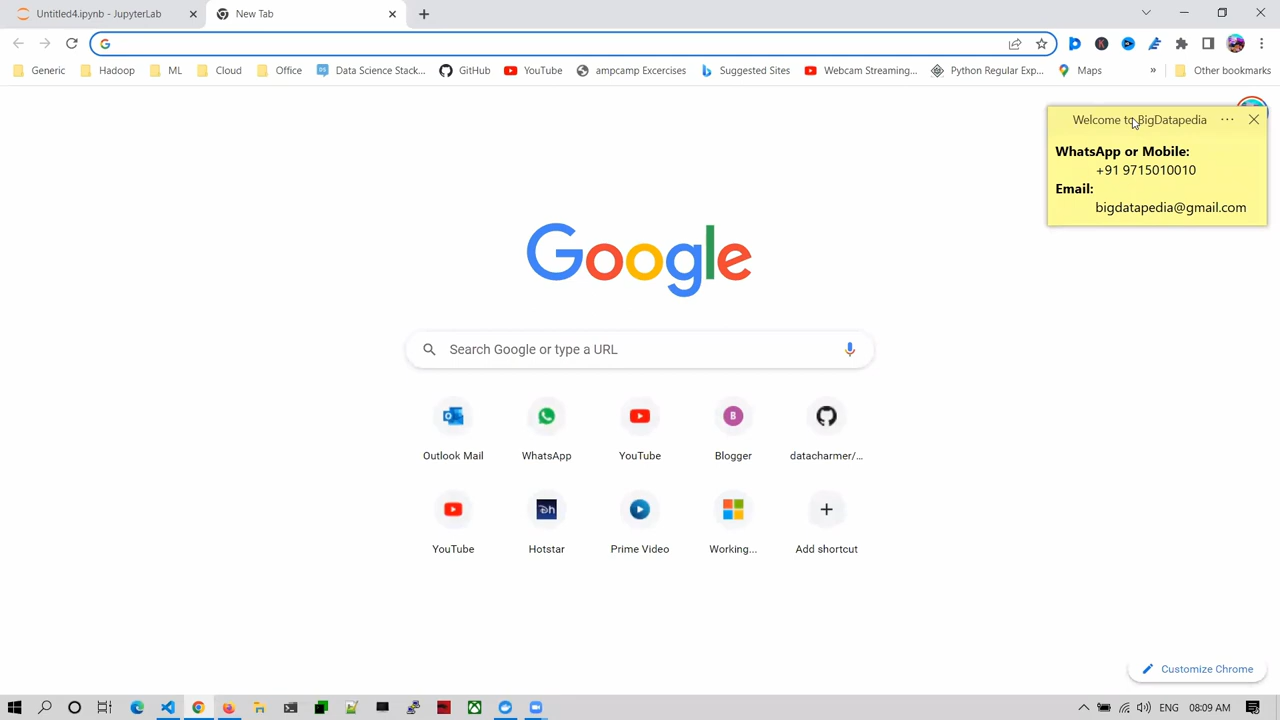 Untitled4.ipynb - JupyterLab
New Tab
Generic
Hadoop
ML
Cloud
Office
Data Science Stack...
GitHub
YouTube
ampcamp Excercises
Suggested Sites
Webcam Streaming...
Python Regular Exp...
Maps
»
Other bookmarks
Welcome to BigDatapedia
WhatsApp or Mobile:
+91 9715010010
Email:
bigdatapedia@gmail.com
Google
Search Google or type a URL
Outlook Mail
WhatsApp
YouTube
B
Blogger
datacharmer/...
YouTube
Hotstar
Prime Video
Working...
Add shortcut
Customize Chrome
ENG
08:09 AM